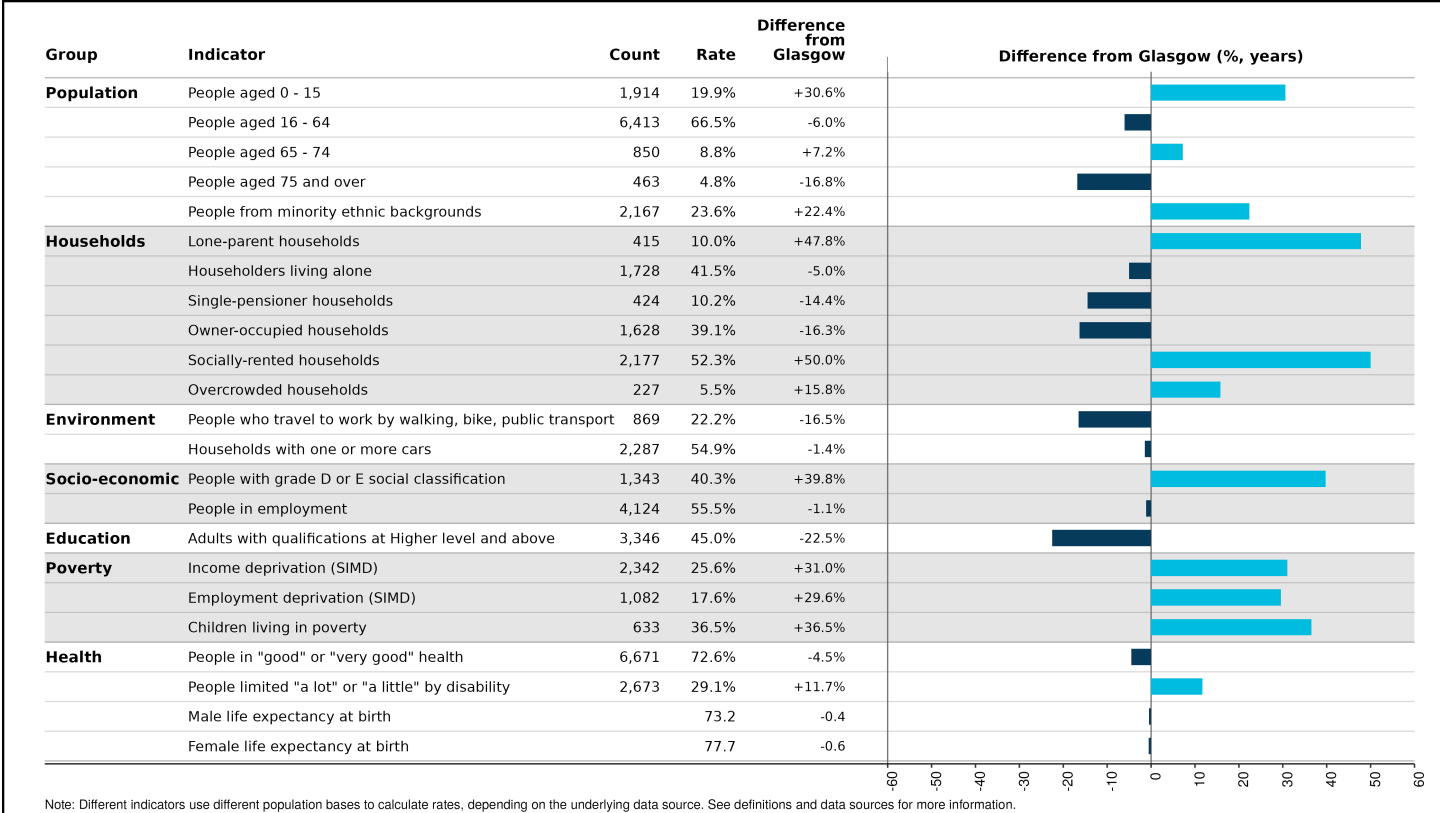 Difference
from
Group Indicator Count Rate Glasgow Difference from Glasgow (%, years)
Population People aged 0 - 15 1,914 19.9% +30.6%
People aged 16 - 64 6,413 66.5% -6.0%
People aged 65 - 74 850 8.8% +7.2%
People aged 75 and over 463 4.8% -16.8%
People from minority ethnic backgrounds 2,167 23.6% +22.4%
Households Lone-parent households 415 10.0% +47.8%
Householders living alone 1,728 41.5% -5.0%
Single-pensioner households 424 10.2% -14.4%
Owner-occupied households 1,628 39.1% -16.3%
Socially-rented households 2,177 52.3% +50.0%
Overcrowded households 227 5.5% +15.8%
Environment People who travel to work by walking, bike, public transport 869 22.2% -16.5%
Households with one or more cars 2,287 54.9% -1.4%
Socio-economic People with grade D or E social classification 1,343 40.3% +39.8%
People in employment 4,124 55.5% -1.1%
Education Adults with qualifications at Higher level and above 3,346 45.0% -22.5%
Poverty Income deprivation (SIMD) 2,342 25.6% +31.0%
Employment deprivation (SIMD) 1,082 17.6% +29.6%
Children living in poverty 633 36.5% +36.5%
Health People in "good" or "very good" health 6,671 72.6% -4.5%
People limited "a lot" or "a little" by disability 2,673 29.1% +11.7%
Male life expectancy at birth 73.2 -0.4
Female life expectancy at birth 77.7 -0.6
-60 -50 -40 -30 -20 -10 0 10 20 30 40 50 60
Note: Different indicators use different population bases to calculate rates, depending on the underlying data source. See definitions and data sources for more information.